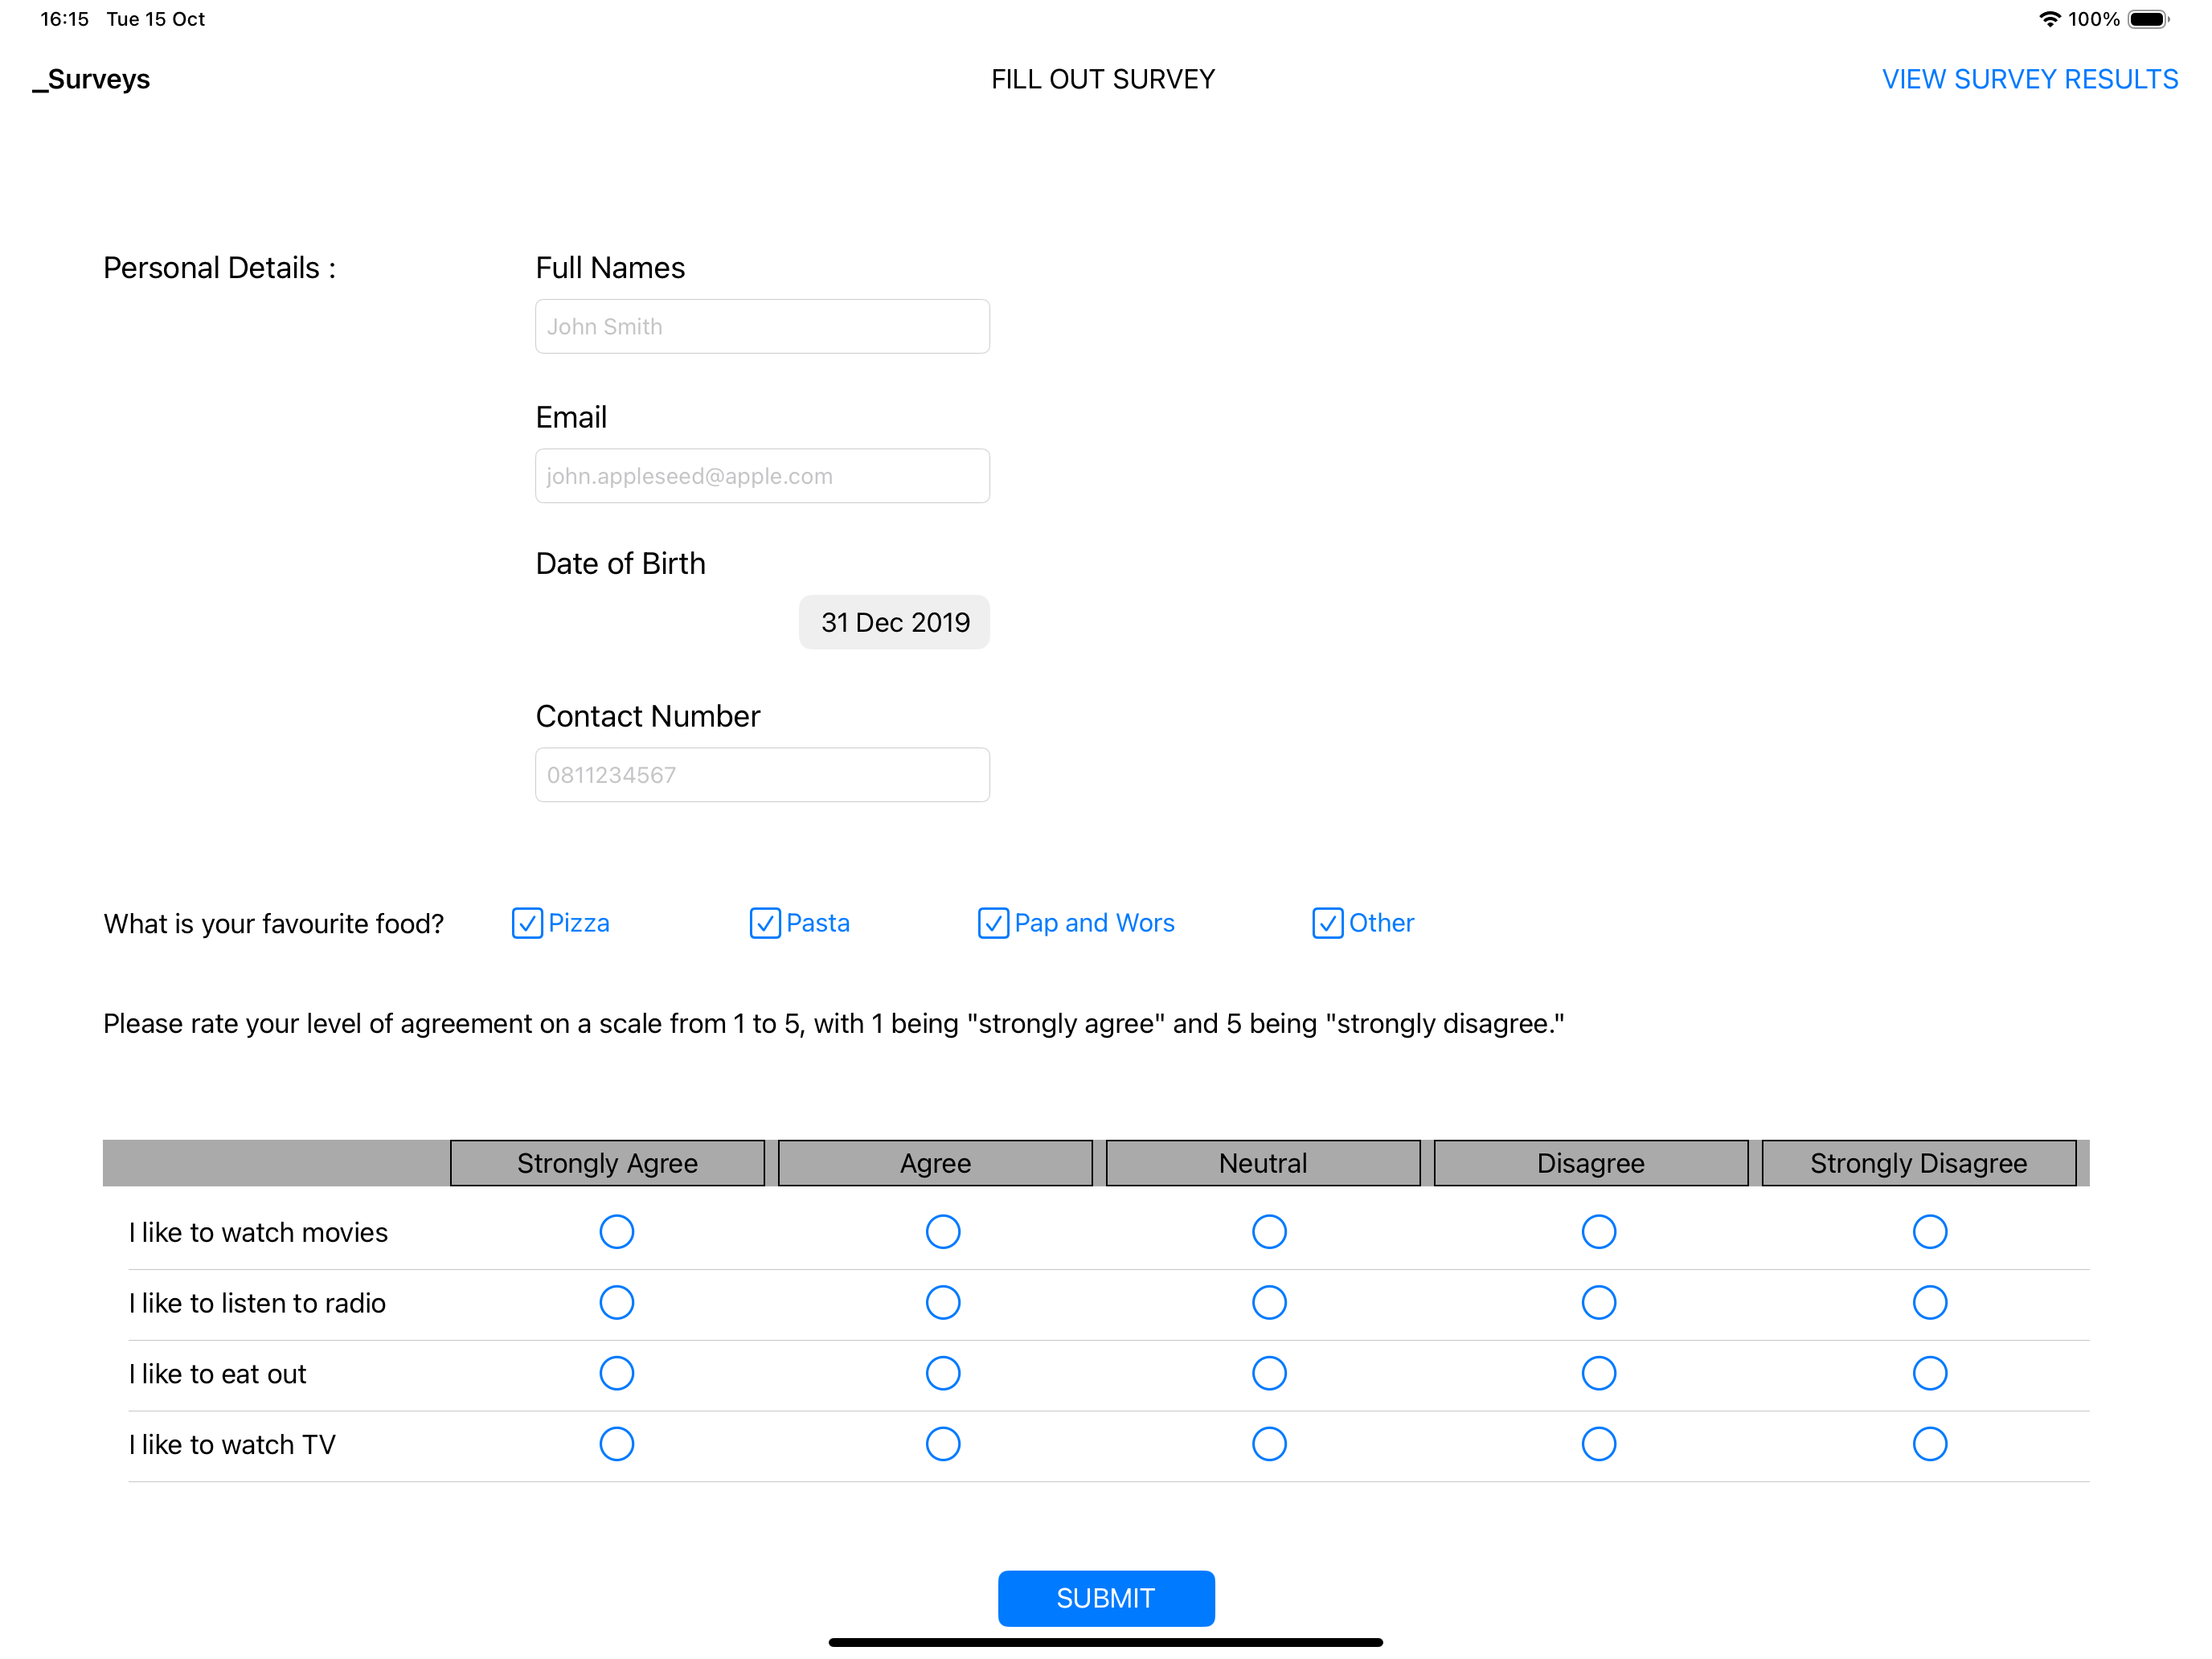 16:15 Tue 15 Oct 100%
_Surveys FILL OUT SURVEY VIEW SURVEY RESULTS
Personal Details : Full Names
John Smith
Email
john.appleseed@apple.com
Date of Birth
31 Dec 2019
Contact Number
0811234567
What is your favourite food? Pizza Pasta Pap and Wors Other
Please rate your level of agreement on a scale from 1 to 5, with 1 being "strongly agree" and 5 being "strongly disagree."
Strongly Agree Agree Neutral Disagree Strongly Disagree
I like to watch movies
I like to listen to radio
I like to eat out
I like to watch TV
SUBMIT